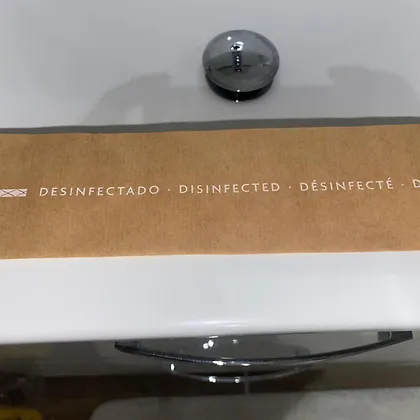 DESINFECTADO · DISINFECTED · DÉSINFECTÉ ·